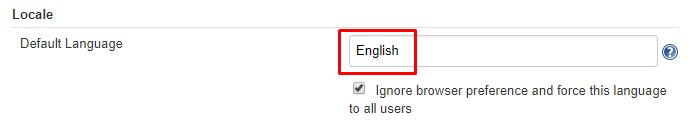 Locale
Default Language
English
Ignore browser preference and force this language
to all users